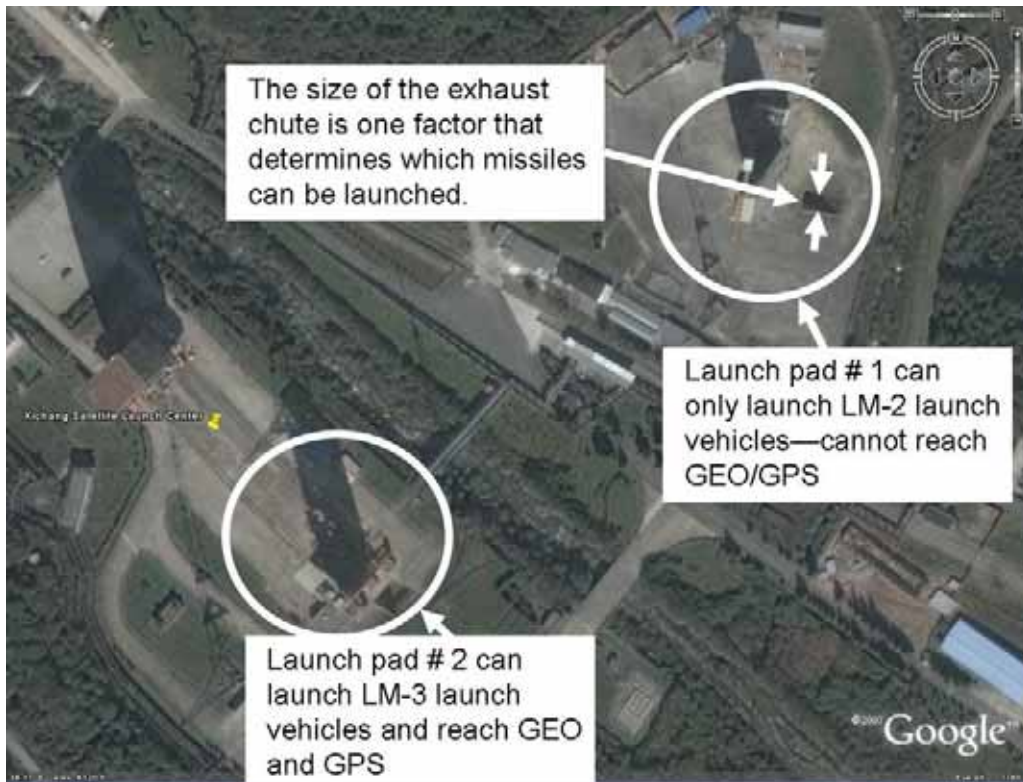 The size of the exhaust
chute is one factor that
determines which missiles
can be launched.
Launch pad # 1 can
only launch LM-2 launch
vehicles—cannot reach
GEO/GPS
Xichang Satellite Launch Center
Launch pad # 2 can
launch LM-3 launch
vehicles and reach GEO
and GPS
Google